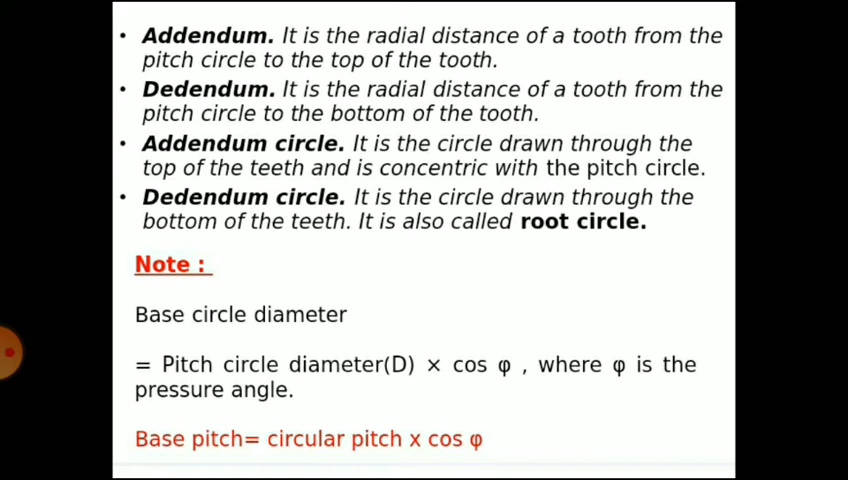 • Addendum. It is the radial distance of a tooth from the
pitch circle to the top of the tooth.
• Dedendum. It is the radial distance of a tooth from the
pitch circle to the bottom of the tooth.
• Addendum circle. It is the circle drawn through the
top of the teeth and is concentric with the pitch circle.
• Dedendum circle. It is the circle drawn through the
bottom of the teeth. It is also called root circle.
Note :
Base circle diameter
= Pitch circle diameter(D) × cos φ , where φ is the
pressure angle.
Base pitch= circular pitch x cos φ